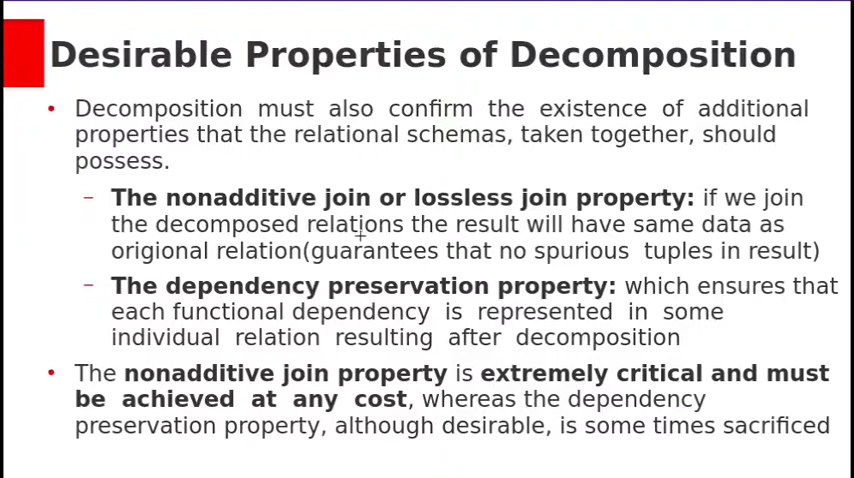 Desirable Properties of Decomposition
• Decomposition must also confirm the existence of additional
properties that the relational schemas, taken together, should
possess.
– The nonadditive join or lossless join property: if we join
the decomposed relations the result will have same data as
origional relation(guarantees that no spurious tuples in result)
– The dependency preservation property: which ensures that
each functional dependency is represented in some
individual relation resulting after decomposition
• The nonadditive join property is extremely critical and must
be achieved at any cost, whereas the dependency
preservation property, although desirable, is some times sacrificed